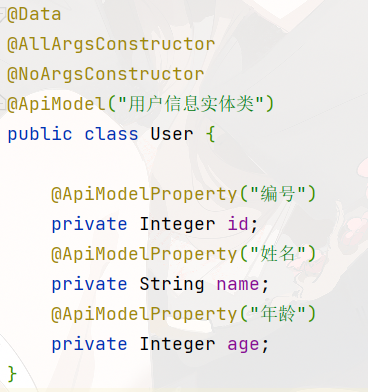 @Data
@AllArgsConstructor
@NoArgsConstructor
@ApiModel("用户信息实体类")
public class User {
@ApiModelProperty("编号")
private Integer id;
@ApiModelProperty("姓名")
private String name;
@ApiModelProperty("年龄")
private Integer age;
}